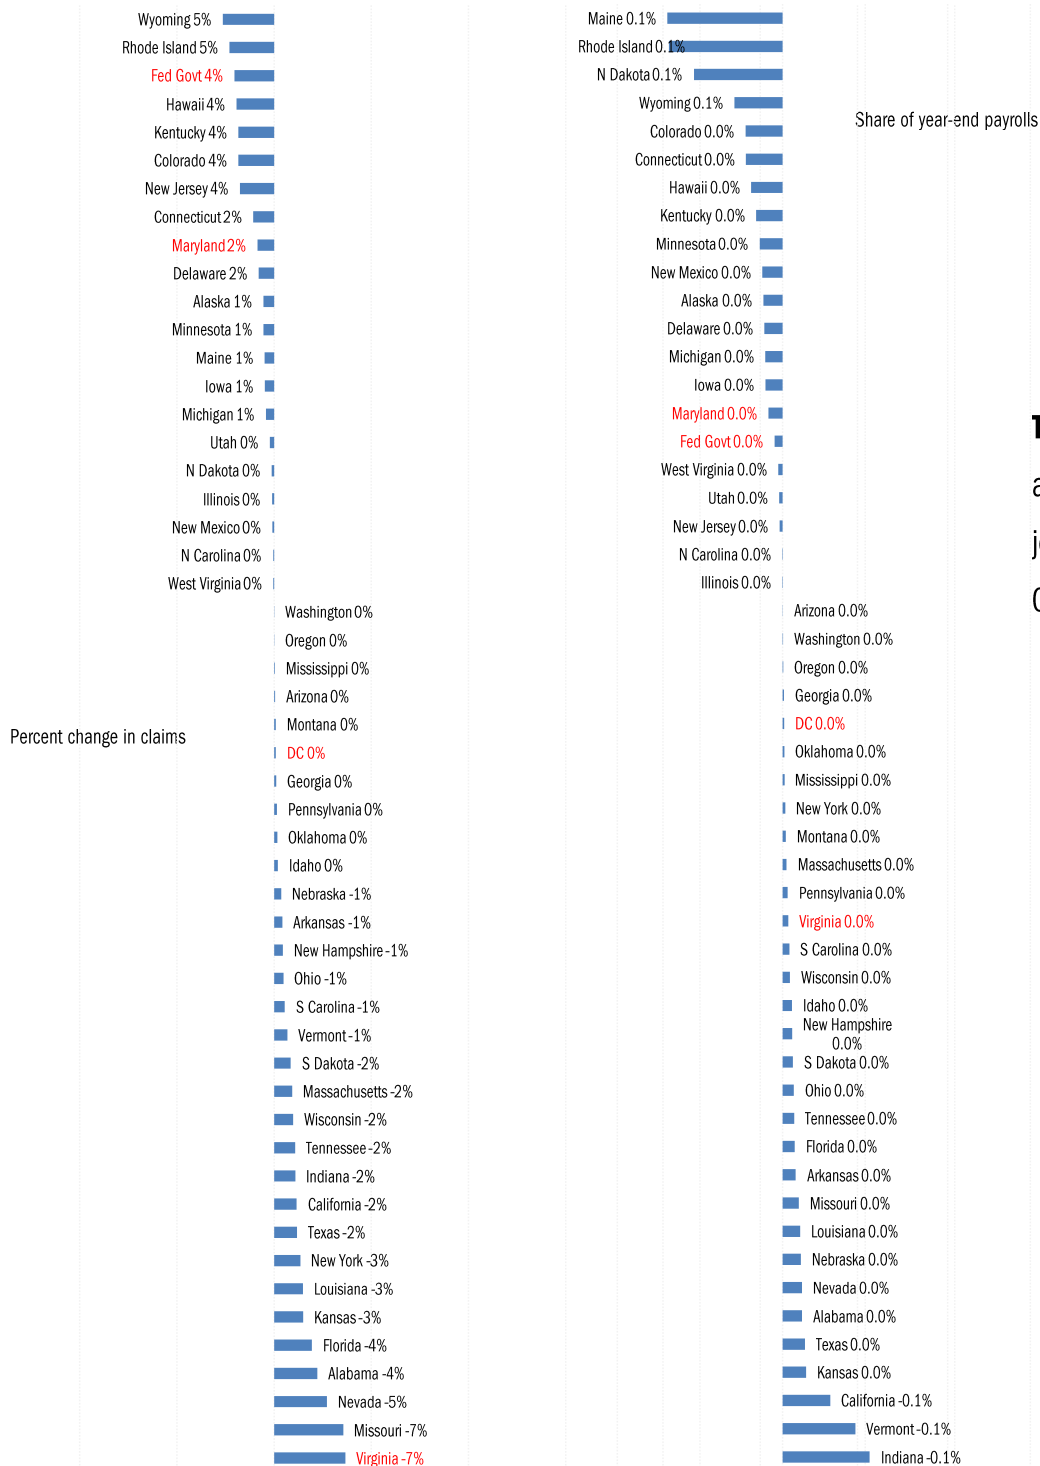 Wyoming 5%
Rhode Island 5%
Fed Govt 4%
Hawaii 4%
Kentucky 4%
Colorado 4%
New Jersey 4%
Connecticut 2%
Maryland 2%
Delaware 2%
Alaska 1%
Minnesota 1%
Maine 1%
Iowa 1%
Michigan 1%
Utah 0%
N Dakota 0%
Illinois 0%
New Mexico 0%
N Carolina 0%
West Virginia 0%
Washington 0%
Oregon 0%
Mississippi 0%
Arizona 0%
Montana 0%
DC 0%
Georgia 0%
Pennsylvania 0%
Oklahoma 0%
Idaho 0%
Nebraska -1%
Arkansas -1%
New Hampshire -1%
Ohio -1%
S Carolina -1%
Vermont -1%
S Dakota -2%
Massachusetts -2%
Wisconsin -2%
Tennessee -2%
Indiana -2%
California -2%
Texas -2%
New York -3%
Louisiana -3%
Kansas -3%
Florida -4%
Alabama -4%
Nevada -5%
Missouri -7%
Virginia -7%
Percent change in claims
Maine 0.1%
Rhode Island 0.1%
N Dakota 0.1%
Wyoming 0.1%
Colorado 0.0%
Connecticut 0.0%
Hawaii 0.0%
Kentucky 0.0%
Minnesota 0.0%
New Mexico 0.0%
Alaska 0.0%
Delaware 0.0%
Michigan 0.0%
Iowa 0.0%
Maryland 0.0%
Fed Govt 0.0%
West Virginia 0.0%
Utah 0.0%
New Jersey 0.0%
N Carolina 0.0%
Illinois 0.0%
Arizona 0.0%
Washington 0.0%
Oregon 0.0%
Georgia 0.0%
DC 0.0%
Oklahoma 0.0%
Mississippi 0.0%
New York 0.0%
Montana 0.0%
Massachusetts 0.0%
Pennsylvania 0.0%
Virginia 0.0%
S Carolina 0.0%
Wisconsin 0.0%
Idaho 0.0%
New Hampshire
0.0%
S Dakota 0.0%
Ohio 0.0%
Tennessee 0.0%
Florida 0.0%
Arkansas 0.0%
Missouri 0.0%
Louisiana 0.0%
Nebraska 0.0%
Nevada 0.0%
Alabama 0.0%
Texas 0.0%
Kansas 0.0%
California -0.1%
Vermont -0.1%
Indiana -0.1%
Share of year-end payrolls